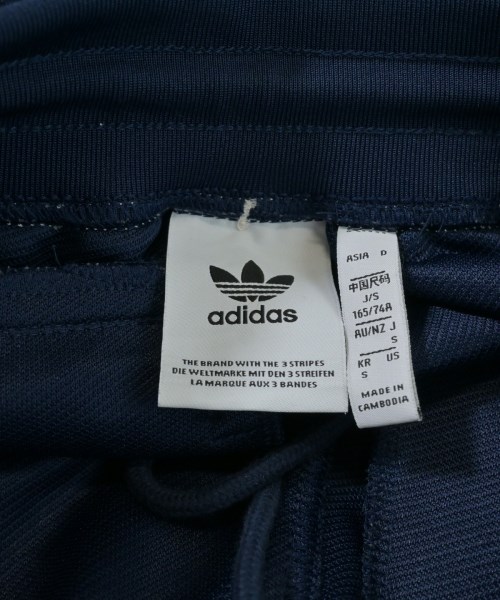 adidas
THE BRAND WITH THE 3 STRIPES
DIE WELTMARKE MIT DEN 3 STREIFEN
LA MARQUE AUX 3 BANDES
ASIA D
中国尺码
J/S
165/74A
AU/NZ J
S
KR US
S
MADE IN
CAMBODIA